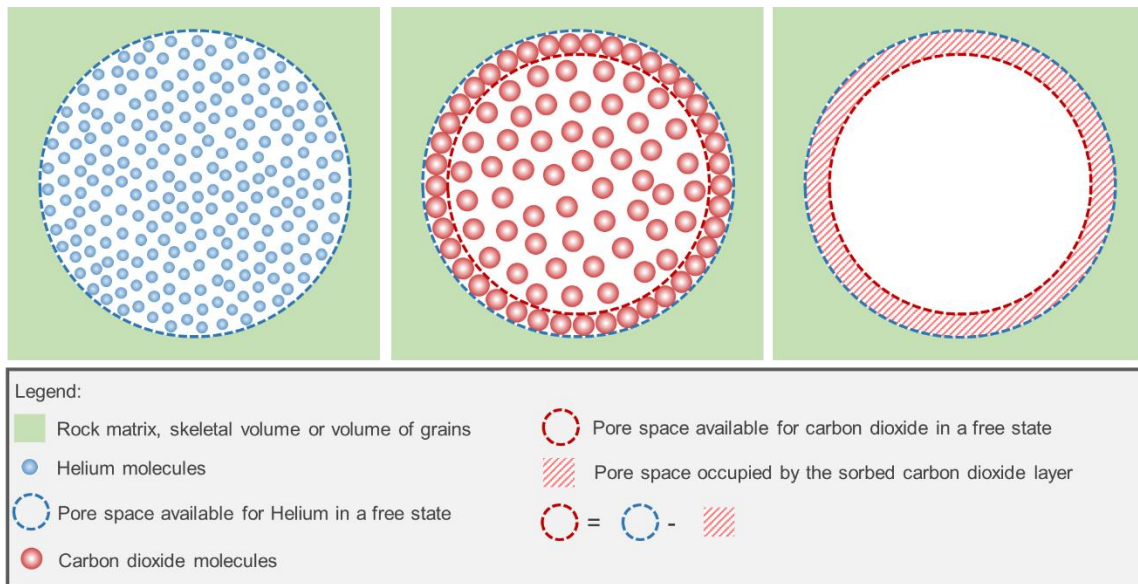 Legend:
Rock matrix, skeletal volume or volume of grains
Helium molecules
Pore space available for Helium in a free state
Carbon dioxide molecules
Pore space available for carbon dioxide in a free state
Pore space occupied by the sorbed carbon dioxide layer
= -